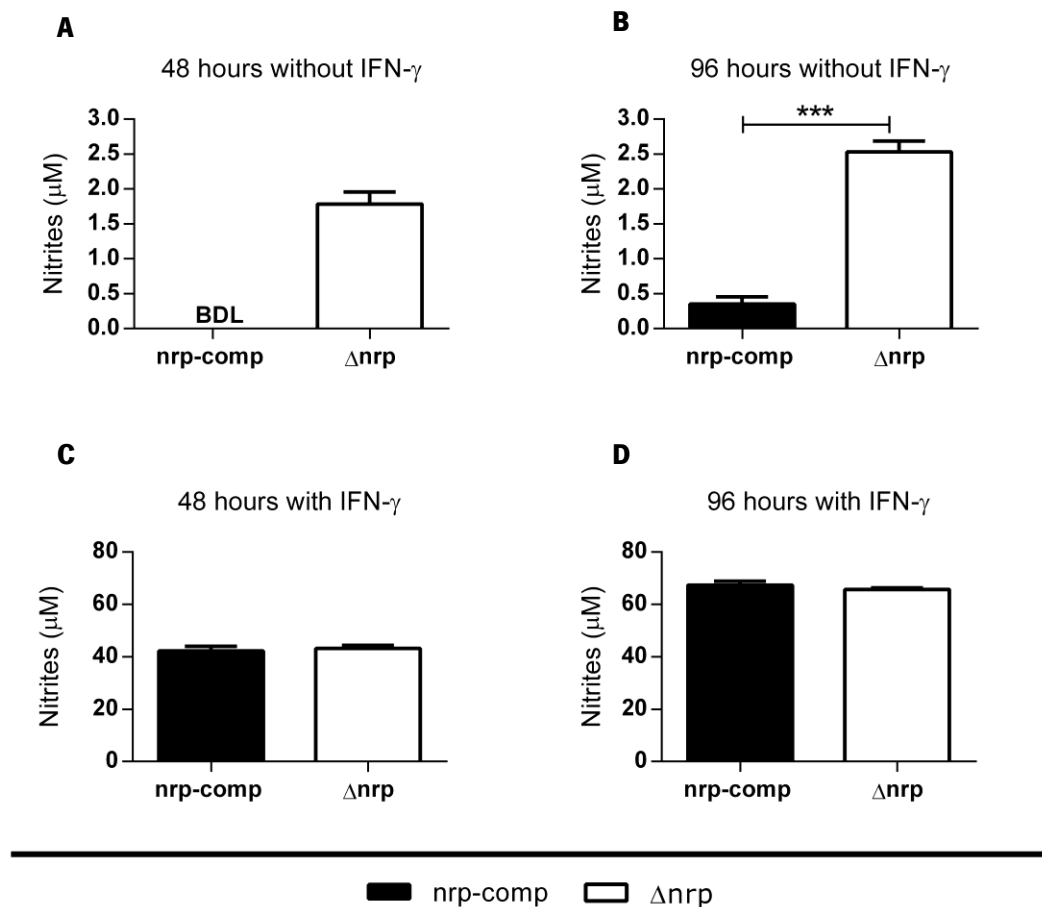 A
48 hours without IFN-γ
Nitrites (μM)
3.0
2.5
2.0
1.5
1.0
0.5
0.0
BDL
nrp-comp
Δnrp
B
96 hours without IFN-γ
Nitrites (μM)
3.0
2.5
2.0
1.5
1.0
0.5
0.0
***
nrp-comp
Δnrp
C
48 hours with IFN-γ
Nitrites (μM)
80
60
40
20
0
nrp-comp
Δnrp
D
96 hours with IFN-γ
Nitrites (μM)
80
60
40
20
0
nrp-comp
Δnrp
nrp-comp Δnrp